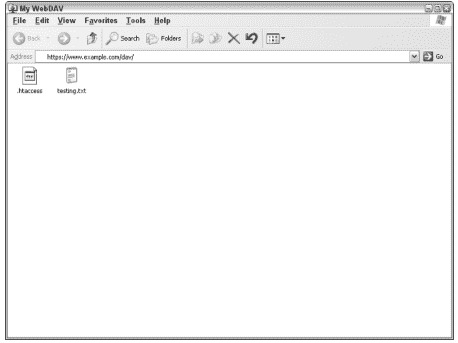 My WebDAV
File Edit View Favorites Tools Help
Back Search Folders
Address https://www.example.com/dav/ Go
.htaccess testing.txt